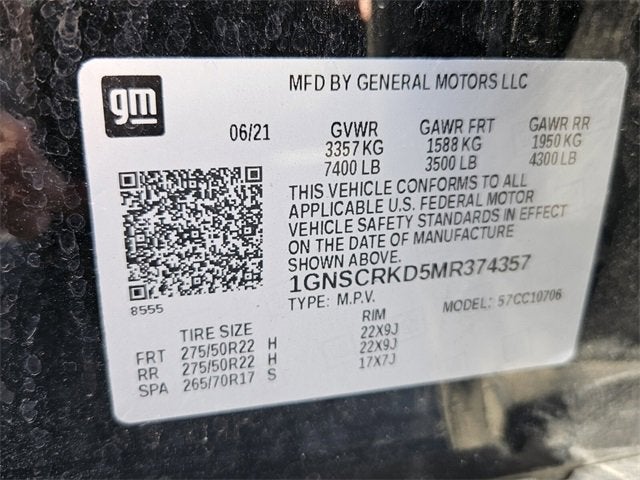 gm
MFD BY GENERAL MOTORS LLC
06/21 GVWR GAWR FRT GAWR RR
3357 KG 1588 KG 1950 KG
7400 LB 3500 LB 4300 LB
THIS VEHICLE CONFORMS TO ALL
APPLICABLE U.S. FEDERAL MOTOR
VEHICLE SAFETY STANDARDS IN EFFECT
ON THE DATE OF MANUFACTURE
SHOWN ABOVE.
1GNSCRKD5MR374357
8555
TYPE: M.P.V. MODEL: 57CC10706
TIRE SIZE RIM
FRT 275/50R22 H 22X9J
RR 275/50R22 H 22X9J
SPA 265/70R17 S 17X7J